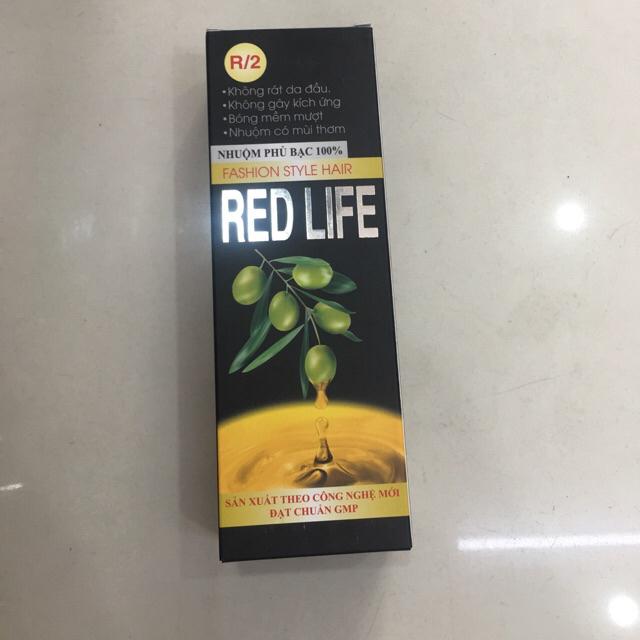 R/2
•Không rát da đầu.
•Không gây kích ứng
•Bóng mềm mượt
•Nhuộm có mùi thơm
NHUỘM PHỦ BẠC 100%
FASHION STYLE HAIR
RED LIFE
SẢN XUẤT THEO CÔNG NGHỆ MỚI
ĐẠT CHUẨN GMP